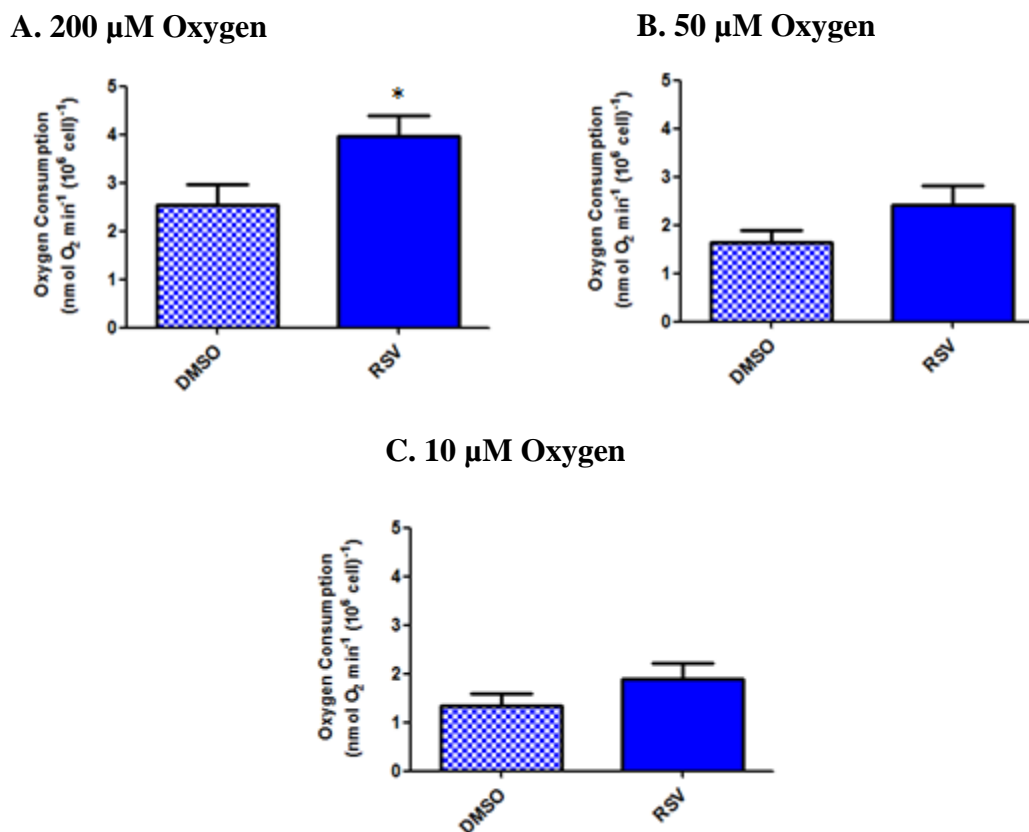 A. 200 µM Oxygen
B. 50 µM Oxygen
Oxygen Consumption
(nmol O₂ min⁻¹ (10⁶ cell)⁻¹)
5
4
3
2
1
0
*
DMSO
RSV
Oxygen Consumption
(nmol O₂ min⁻¹ (10⁶ cell)⁻¹)
5
4
3
2
1
0
DMSO
RSV
C. 10 µM Oxygen
Oxygen Consumption
(nmol O₂ min⁻¹ (10⁶ cell)⁻¹)
5
4
3
2
1
0
DMSO
RSV